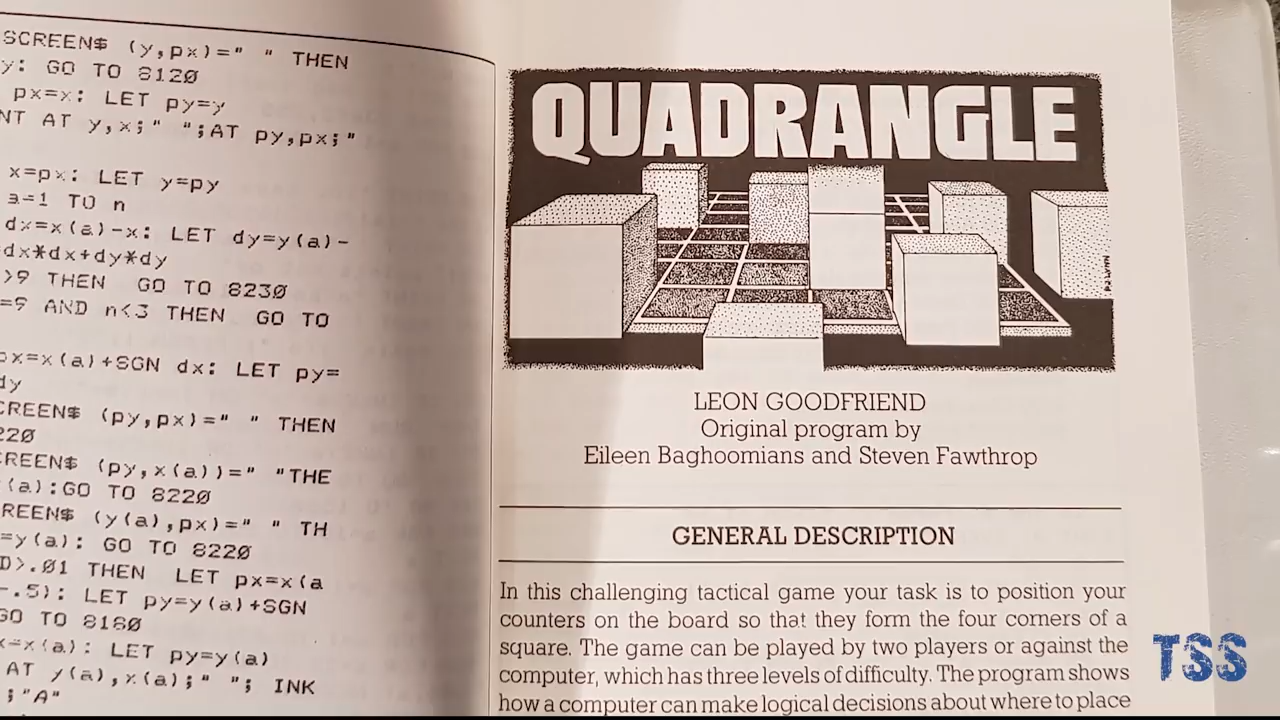 SCREEN$ (y,px)=" " THEN
y: GO TO 8120
px=x: LET py=y
NT AT y,x;" ";AT py,px;"
x=px: LET y=py
a=1 TO n
dx=x(a)-x: LET dy=y(a)-
dx*dx+dy*dy
>9 THEN GO TO 8230
=9 AND n<3 THEN GO TO
px=x(a)+SGN dx: LET py=
dy
CREEN$ (py,px)=" " THEN
220
CREEN$ (py,x(a))=" "THE
(a):GO TO 8220
REEN$ (y(a),px)=" " TH
=y(a): GO TO 8220
D>.01 THEN LET px=x(a
-.5): LET py=y(a)+SGN
GO TO 8160
x=x(a): LET py=y(a)
AT y(a),x(a);" "; INK
;"A"
QUADRANGLE
LEON GOODFRIEND
Original program by
Eileen Baghoomians and Steven Fawthrop
GENERAL DESCRIPTION
In this challenging tactical game your task is to position your
counters on the board so that they form the four corners of a
square. The game can be played by two players or against the
computer, which has three levels of difficulty. The program shows
how a computer can make logical decisions about where to place
TSS